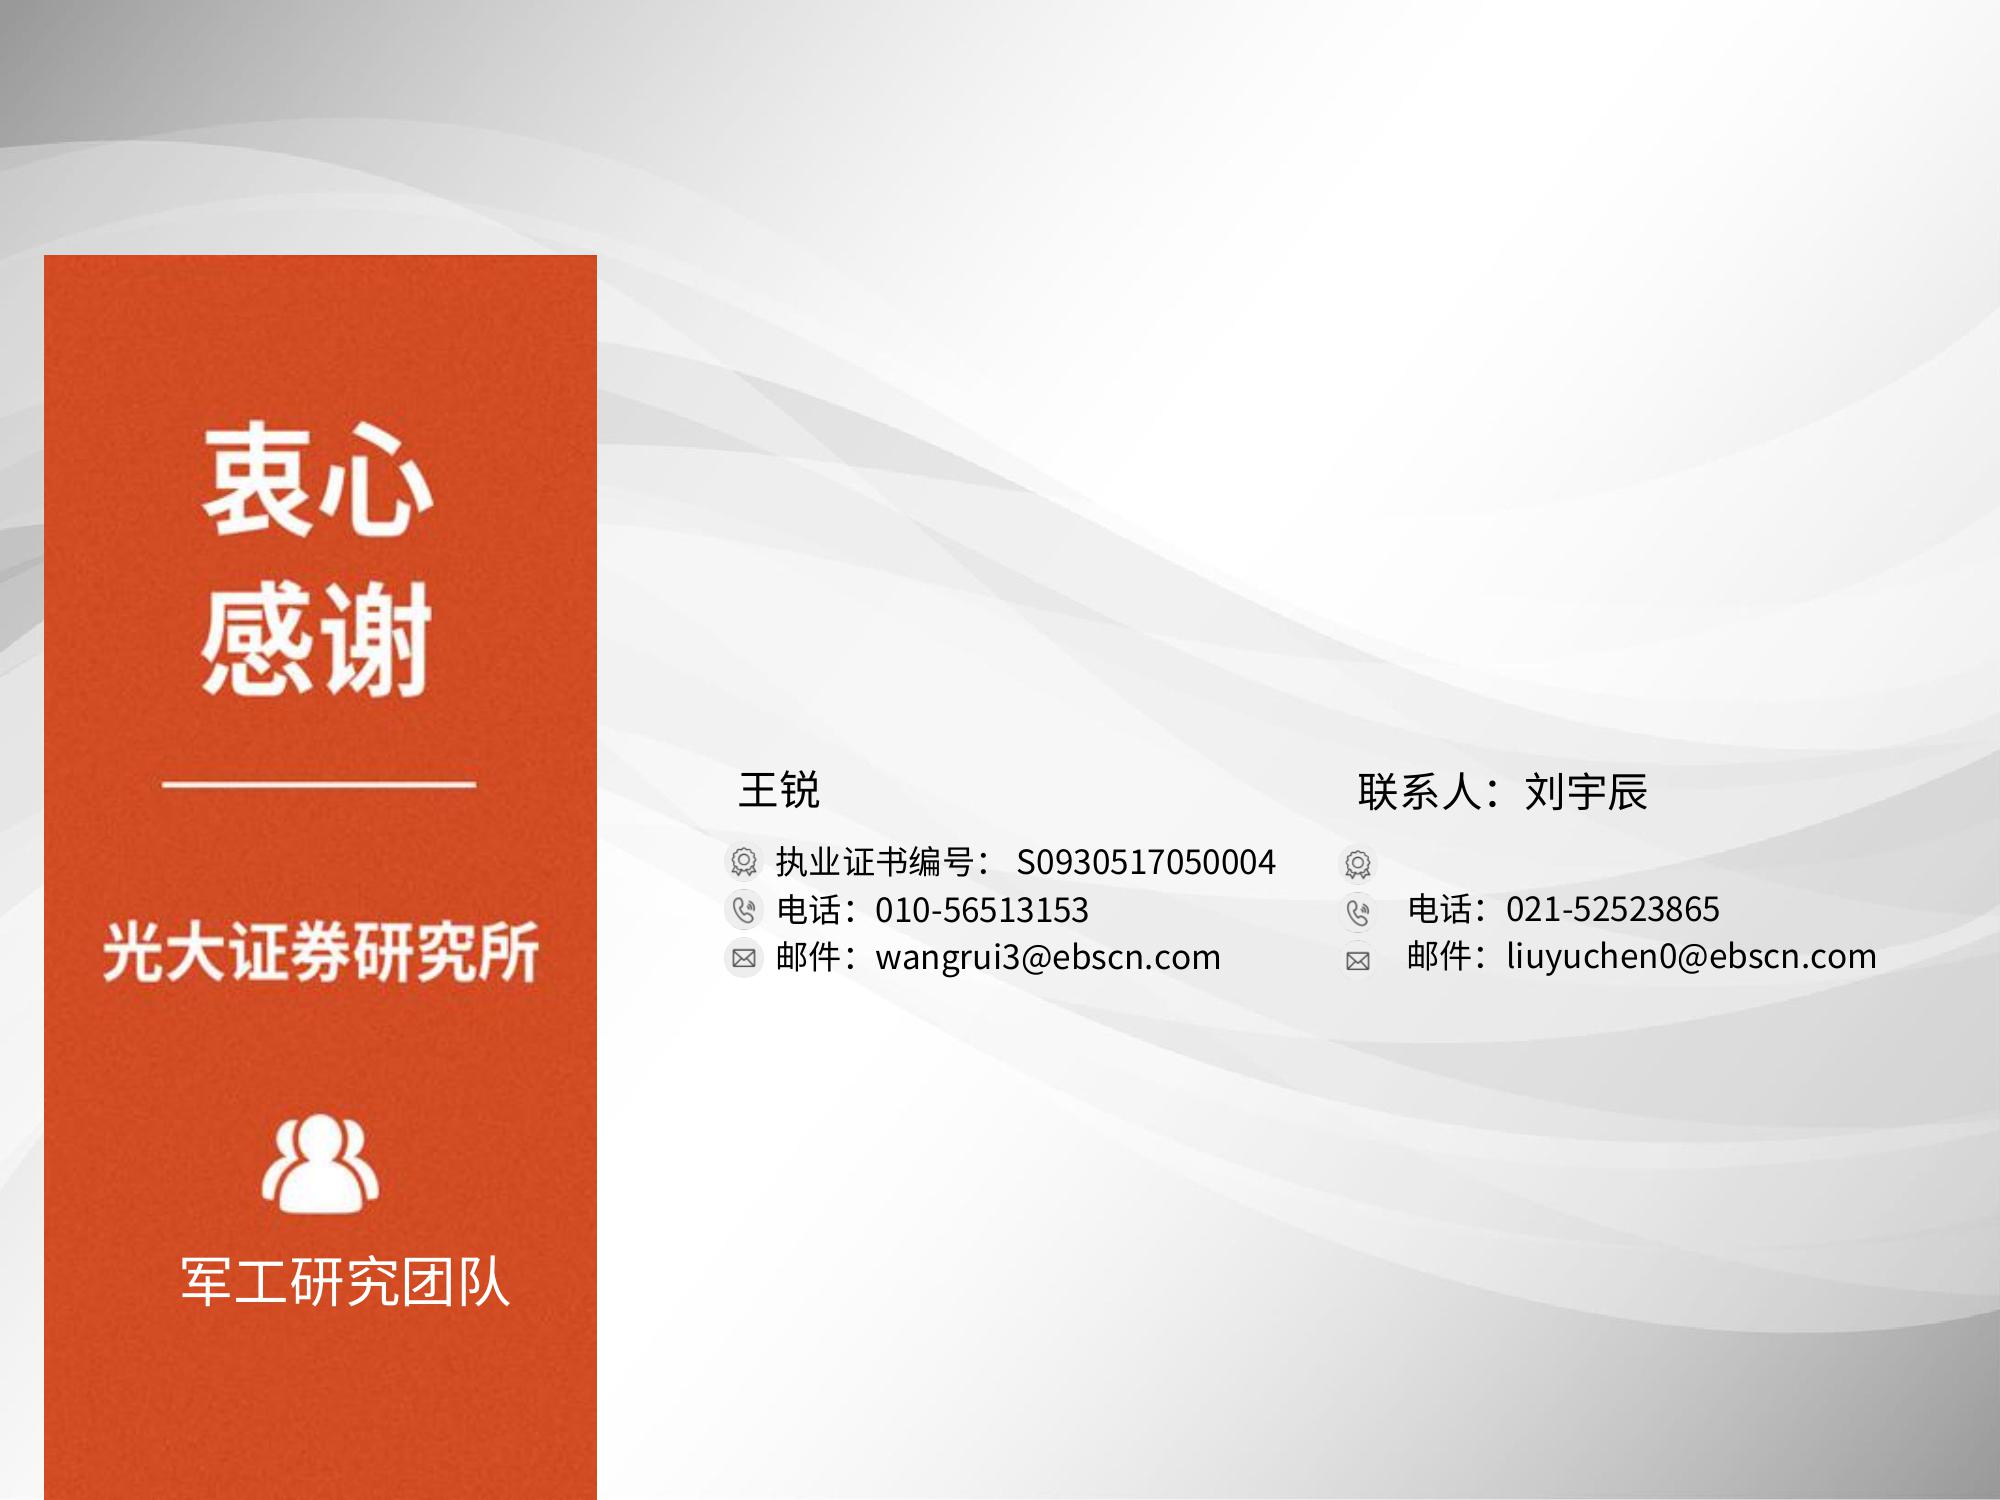 衷心
感谢
光大证券研究所
军工研究团队
王锐
执业证书编号： S0930517050004
电话：010-56513153
邮件：wangrui3@ebscn.com
联系人：刘宇辰
电话：021-52523865
邮件：liuyuchen0@ebscn.com